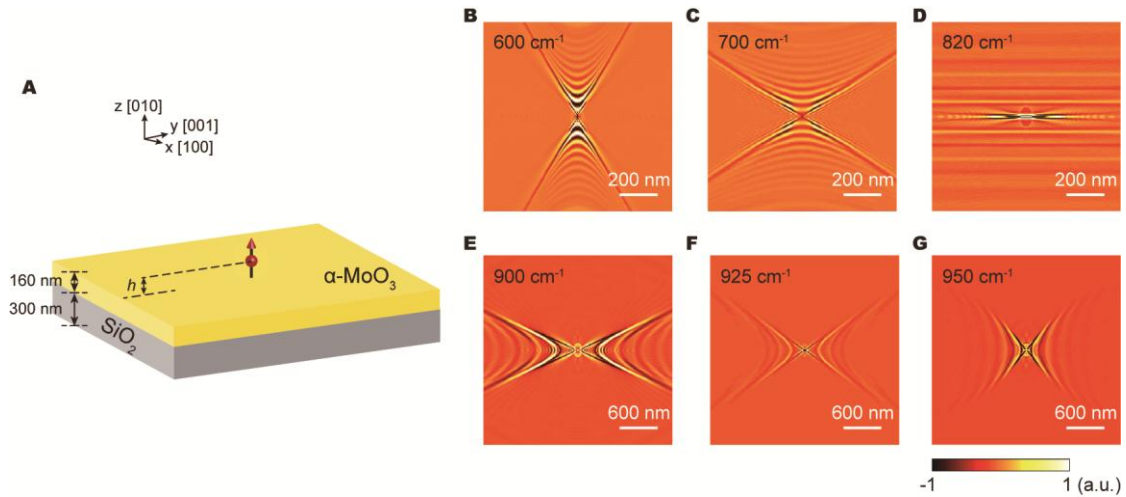 A
z [010]
y [001]
x [100]
160 nm
300 nm
h
α-MoO₃
SiO₂
B
600 cm⁻¹
200 nm
C
700 cm⁻¹
200 nm
D
820 cm⁻¹
200 nm
E
900 cm⁻¹
600 nm
F
925 cm⁻¹
600 nm
G
950 cm⁻¹
600 nm
-1
1 (a.u.)